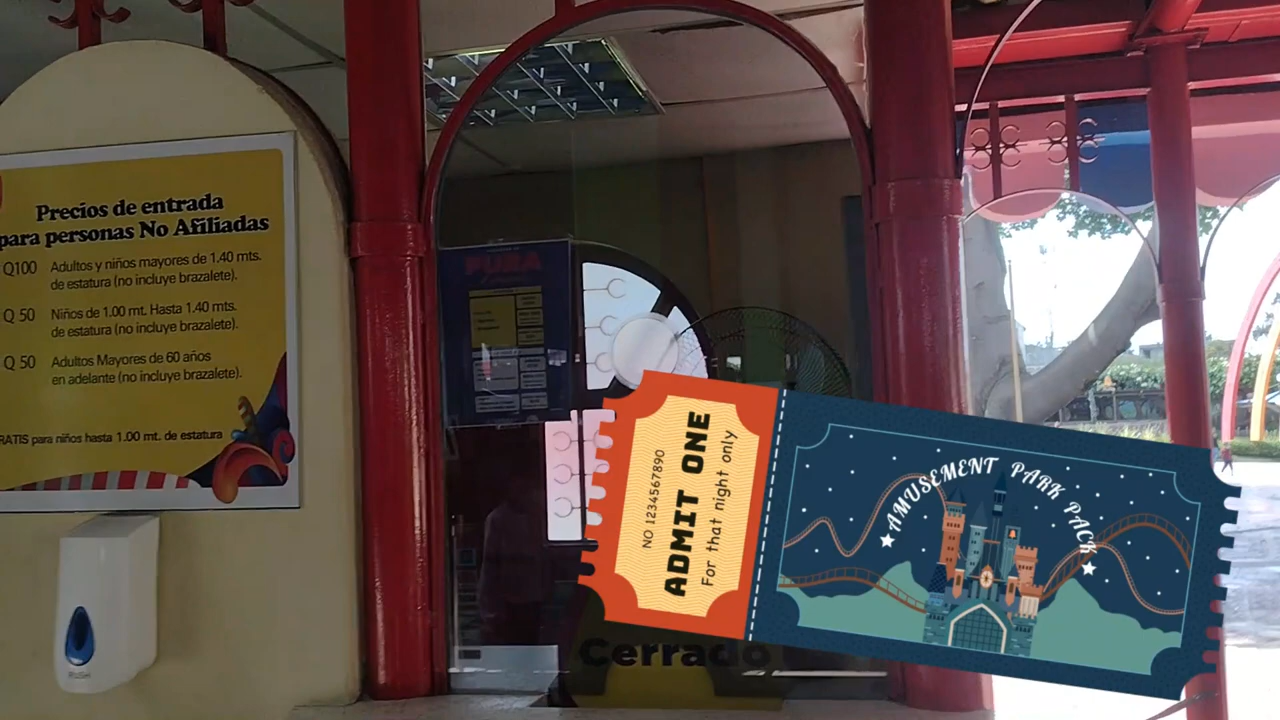 Precios de entrada
para personas No Afiliadas
Q100 Adultos y niños mayores de 1.40 mts.
de estatura (no incluye brazalete).
Q 50 Niños de 1.00 mt. Hasta 1.40 mts.
de estatura (no incluye brazalete).
Q 50 Adultos Mayores de 60 años
en adelante (no incluye brazalete).
RATIS para niños hasta 1.00 mt. de estatura
PUSH
NO 1234567890
ADMIT ONE
For that night only
AMUSEMENT PARK PACK
Cerrado